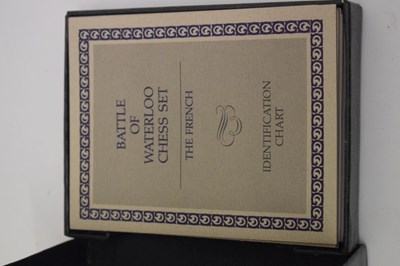 BATTLE
OF
WATERLOO
CHESS SET
THE FRENCH
IDENTIFICATION
CHART